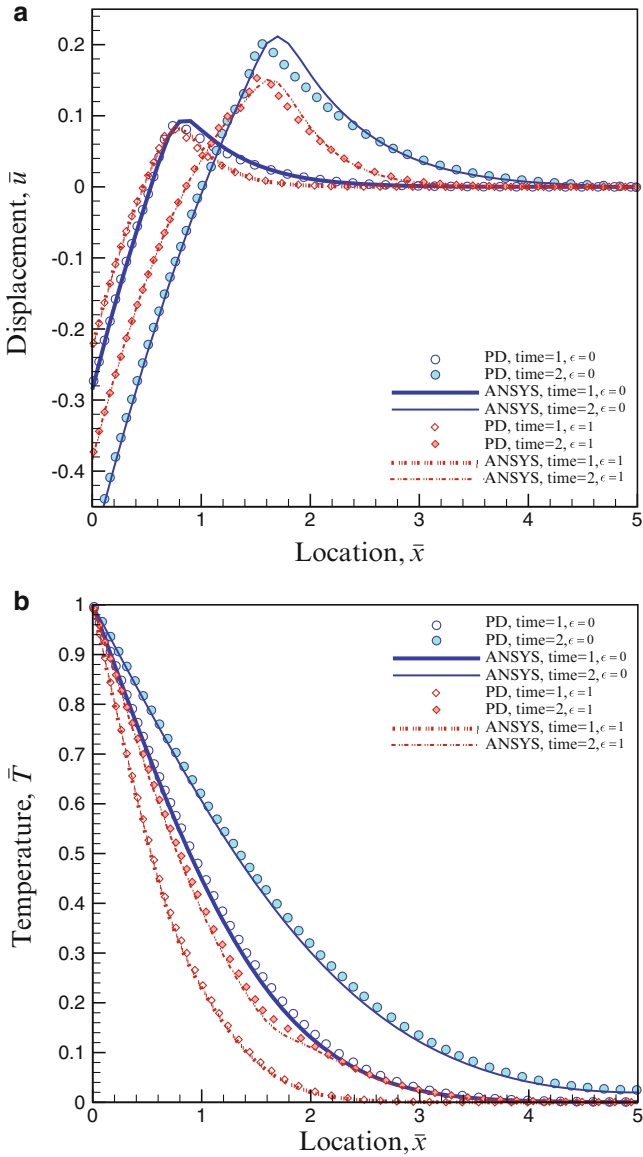 a
0.2
0.1
0
-0.1
-0.2
-0.3
-0.4
Displacement, ū
PD, time=1, ϵ=0
PD, time=2, ϵ=0
ANSYS, time=1, ϵ=0
ANSYS, time=2, ϵ=0
PD, time=1, ϵ=1
PD, time=2, ϵ=1
ANSYS, time=1, ϵ=1
ANSYS, time=2, ϵ=1
0 1 2 3 4 5
Location, x̄
b
1
0.9
0.8
0.7
0.6
0.5
0.4
0.3
0.2
0.1
0
Temperature, T̄
PD, time=1, ϵ=0
PD, time=2, ϵ=0
ANSYS, time=1, ϵ=0
ANSYS, time=2, ϵ=0
PD, time=1, ϵ=1
PD, time=2, ϵ=1
ANSYS, time=1, ϵ=1
ANSYS, time=2, ϵ=1
0 1 2 3 4 5
Location, x̄